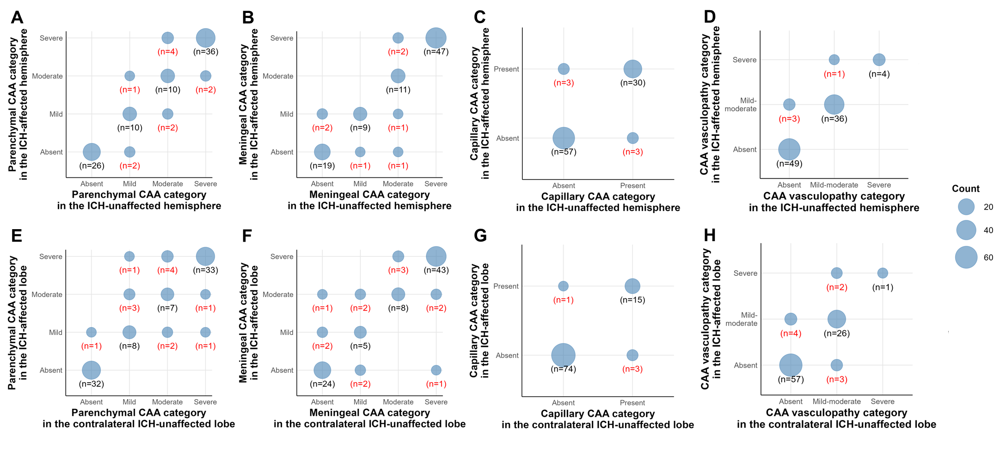 A
Parenchymal CAA category
in the ICH-affected hemisphere
Severe
(n=4)
(n=36)
Moderate
(n=1)
(n=10)
(n=2)
Mild
(n=10)
(n=2)
Absent
(n=26)
(n=2)
Absent
Mild
Moderate
Severe
Parenchymal CAA category
in the ICH-unaffected hemisphere
B
Meningeal CAA category
in the ICH-affected hemisphere
Severe
(n=2)
(n=47)
Moderate
(n=11)
Mild
(n=2)
(n=9)
(n=1)
Absent
(n=19)
(n=1)
(n=1)
Absent
Mild
Moderate
Severe
Meningeal CAA category
in the ICH-unaffected hemisphere
C
Capillary CAA category
in the ICH-affected hemisphere
Present
(n=3)
(n=30)
Absent
(n=57)
(n=3)
Absent
Present
Capillary CAA category
in the ICH-unaffected hemisphere
D
CAA vasculopathy category
in the ICH-affected hemisphere
Severe
(n=1)
(n=4)
Mild-
moderate
(n=3)
(n=36)
Absent
(n=49)
Absent
Mild-moderate
Severe
CAA vasculopathy category
in the ICH-unaffected hemisphere
Count
20
40
60
E
Parenchymal CAA category
in the ICH-affected lobe
Severe
(n=1)
(n=4)
(n=33)
Moderate
(n=3)
(n=7)
(n=1)
Mild
(n=1)
(n=8)
(n=2)
(n=1)
Absent
(n=32)
Absent
Mild
Moderate
Severe
Parenchymal CAA category
in the contralateral ICH-unaffected lobe
F
Meningeal CAA category
in the ICH-affected lobe
Severe
(n=3)
(n=43)
Moderate
(n=1)
(n=2)
(n=8)
(n=2)
Mild
(n=2)
(n=5)
Absent
(n=24)
(n=2)
(n=1)
Absent
Mild
Moderate
Severe
Meningeal CAA category
in the contralateral ICH-unaffected lobe
G
Capillary CAA category
in the ICH-affected lobe
Present
(n=1)
(n=15)
Absent
(n=74)
(n=3)
Absent
Present
Capillary CAA category
in the contralateral ICH-unaffected lobe
H
CAA vasculopathy category
in the ICH-affected lobe
Severe
(n=2)
(n=1)
Mild-
moderate
(n=4)
(n=26)
Absent
(n=57)
(n=3)
Absent
Mild-moderate
Severe
CAA vasculopathy category
in the contralateral ICH-unaffected lobe